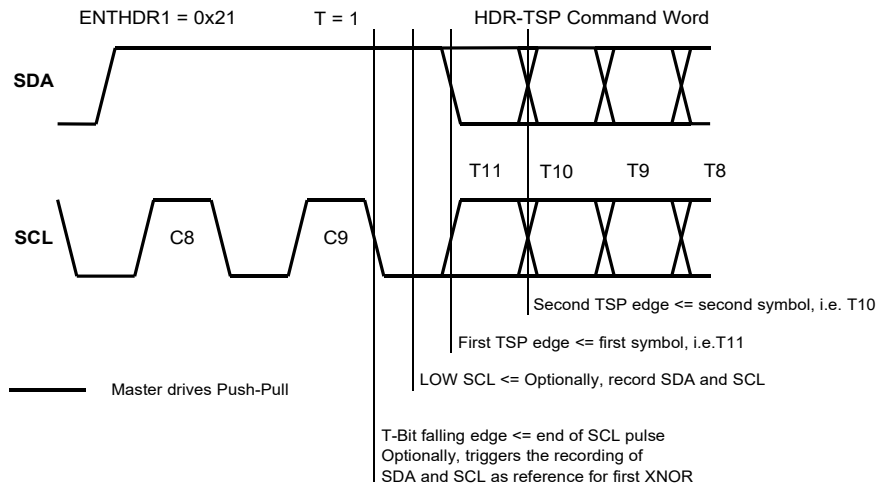 ENTHDR1 = 0x21 T = 1 HDR-TSP Command Word
SDA
T11 T10 T9 T8
SCL C8 C9
Second TSP edge <= second symbol, i.e. T10
First TSP edge <= first symbol, i.e.T11
LOW SCL <= Optionally, record SDA and SCL
Master drives Push-Pull
T-Bit falling edge <= end of SCL pulse
Optionally, triggers the recording of
SDA and SCL as reference for first XNOR